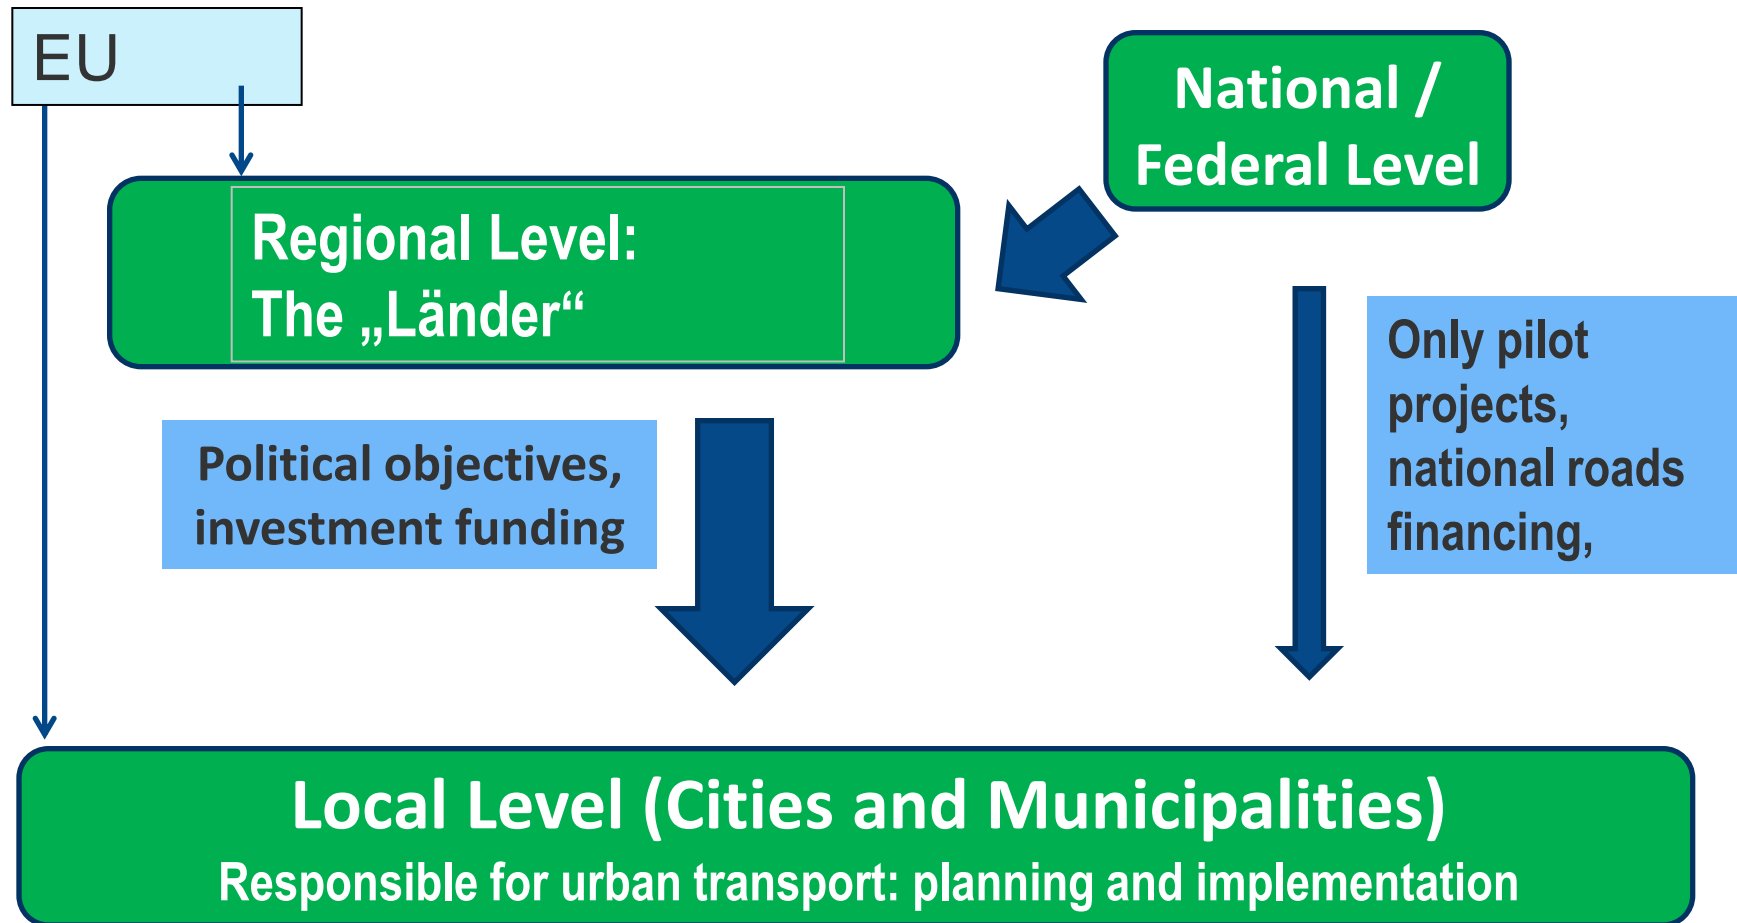 EU
National /
Federal Level
Regional Level:
The „Länder“
Only pilot
projects,
national roads
financing,
Political objectives,
investment funding
Local Level (Cities and Municipalities)
Responsible for urban transport: planning and implementation